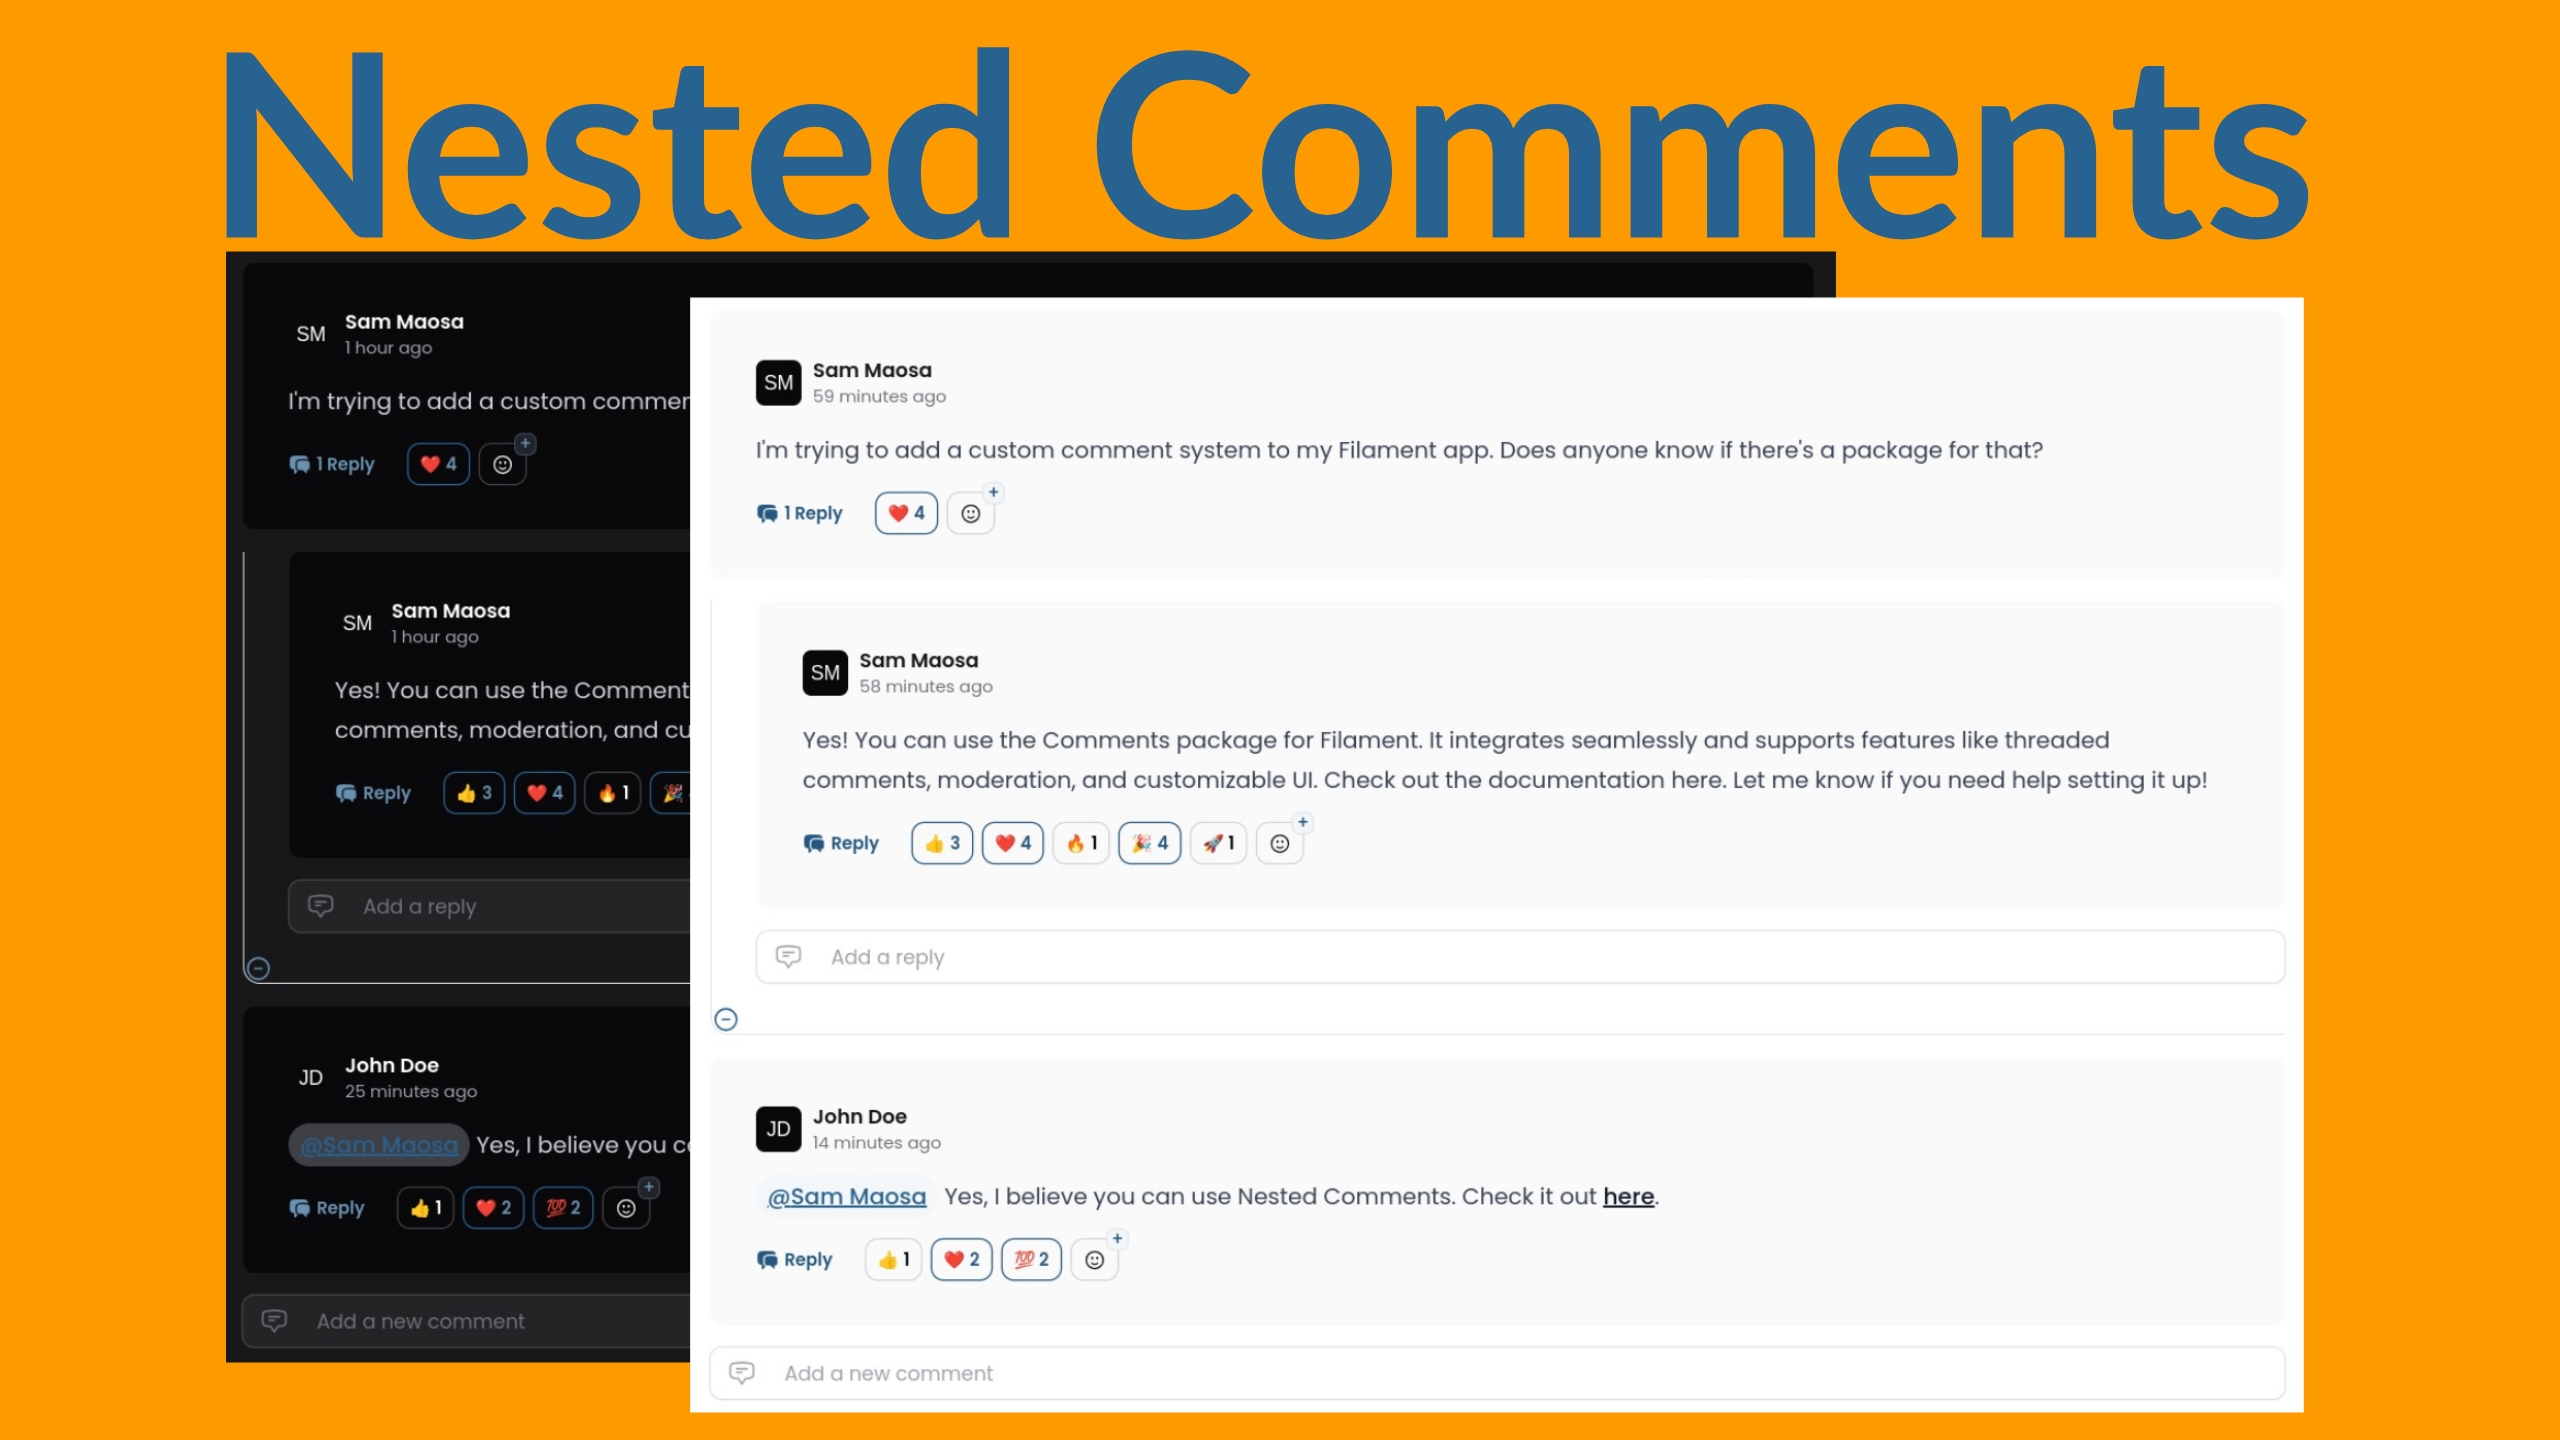 Nested Comments
SM
Sam Maosa
1 hour ago
I'm trying to add a custom commen
1 Reply
❤️ 4
+
SM
Sam Maosa
1 hour ago
Yes! You can use the Comment
comments, moderation, and cu
Reply
👍 3
❤️ 4
🔥 1
🎉
Add a reply
JD
John Doe
25 minutes ago
@Sam Maosa Yes, I believe you c
Reply
👍 1
❤️ 2
💯 2
+
Add a new comment
SM
Sam Maosa
59 minutes ago
I'm trying to add a custom comment system to my Filament app. Does anyone know if there's a package for that?
1 Reply
❤️ 4
+
SM
Sam Maosa
58 minutes ago
Yes! You can use the Comments package for Filament. It integrates seamlessly and supports features like threaded
comments, moderation, and customizable UI. Check out the documentation here. Let me know if you need help setting it up!
Reply
👍 3
❤️ 4
🔥 1
🎉 4
🚀 1
+
Add a reply
JD
John Doe
14 minutes ago
@Sam Maosa Yes, I believe you can use Nested Comments. Check it out here.
Reply
👍 1
❤️ 2
💯 2
+
Add a new comment